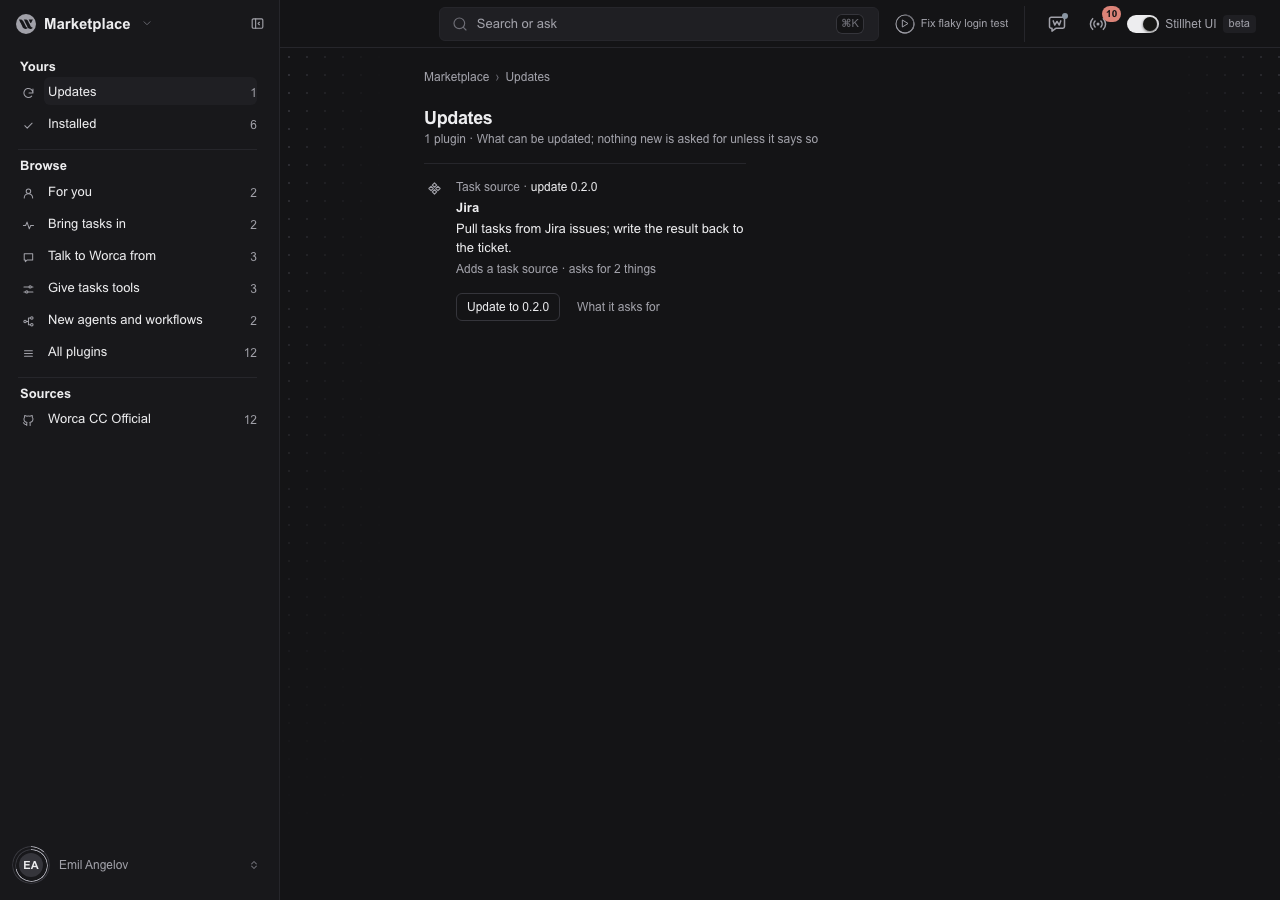 Marketplace
Search or ask
⌘K
Fix flaky login test
10
Stillhet UI
beta
Yours
Updates 1
Installed 6
Browse
For you 2
Bring tasks in 2
Talk to Worca from 3
Give tasks tools 3
New agents and workflows 2
All plugins 12
Sources
Worca CC Official 12
EA
Emil Angelov
Marketplace › Updates
Updates
1 plugin · What can be updated; nothing new is asked for unless it says so
Task source · update 0.2.0
Jira
Pull tasks from Jira issues; write the result back to
the ticket.
Adds a task source · asks for 2 things
Update to 0.2.0
What it asks for